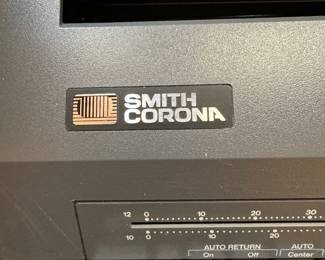 SMITH
CORONA
12 0 10 20 30
10 0 10 20
AUTO RETURN AUTO
On Off Center